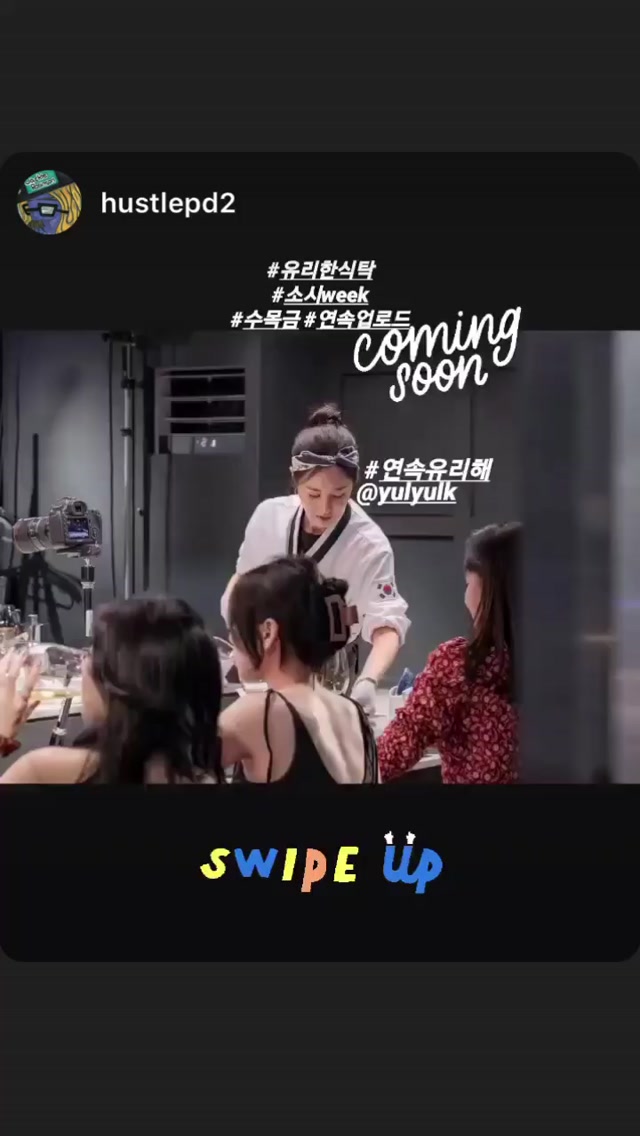 hustlepd2
#유리한식탁
#소시week
#수목금 #연속업로드
coming
soon
#연속유리해
@yulyulk
SWIPE UP